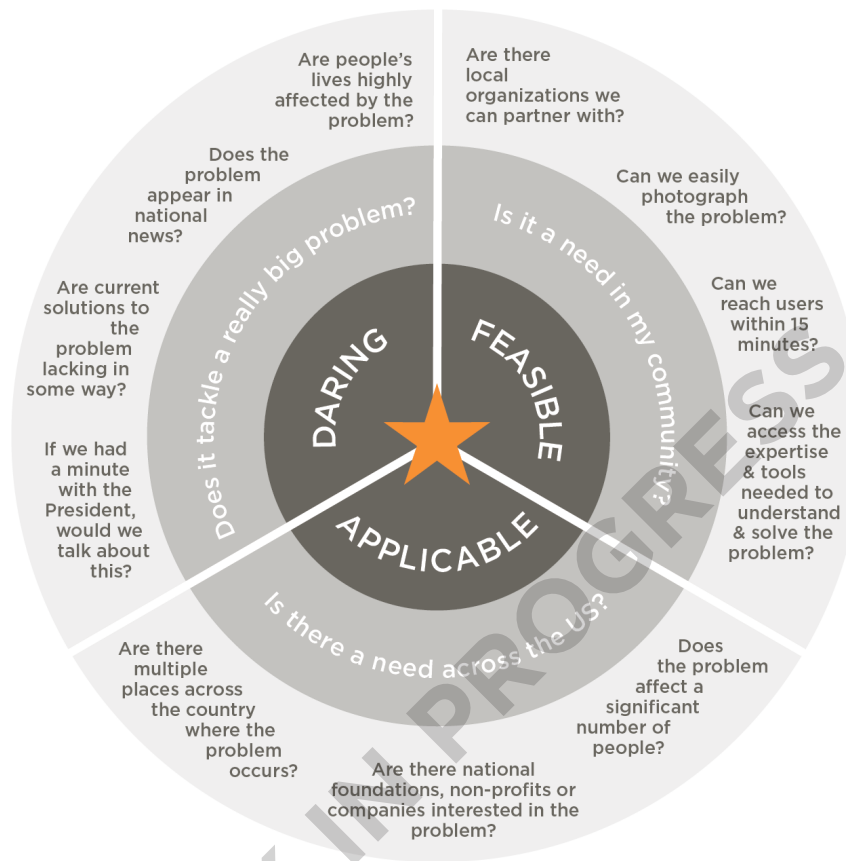 Are people's
lives highly
affected by the
problem?
Does the
problem
appear in
national
news?
Are current
solutions to
the
problem
lacking in
some way?
If we had
a minute
with the
President,
would we
talk about
this?
Does it tackle a really big problem?
DARING
Are there
local
organizations we
can partner with?
Can we easily
photograph
the problem?
Can we
reach users
within 15
minutes?
Can we
access the
expertise
& tools
needed to
understand
& solve the
problem?
Is it a need in my community?
FEASIBLE
APPLICABLE
Is there a need across the US?
Are there
multiple
places across
the country
where the
problem
occurs?
Are there national
foundations, non-profits or
companies interested in the
problem?
Does
the problem
affect a
significant
number of
people?
IN PROGRESS